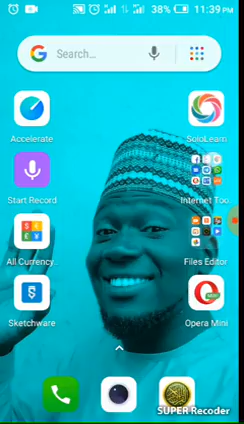 38% 11:39 PM
Search...
Accelerate
SoloLearn
Start Record
Internet Too..
All Currency..
Files Editor
Sketchware
Opera Mini
SUPER Recoder